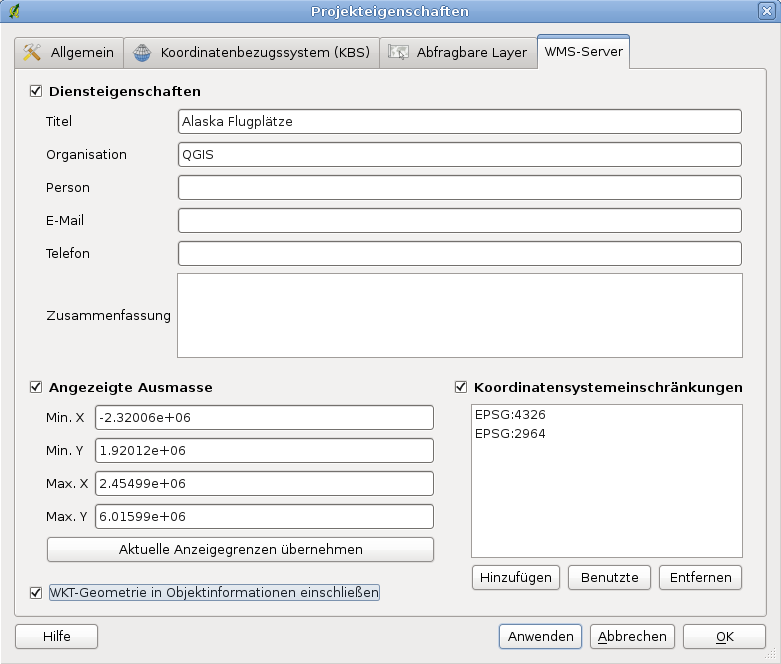 Projekteigenschaften
Allgemein
Koordinatenbezugssystem (KBS)
Abfragbare Layer
WMS-Server
Diensteigenschaften
Titel
Alaska Flugplätze
Organisation
QGIS
Person
E-Mail
Telefon
Zusammenfassung
Angezeigte Ausmasse
Min. X
-2.32006e+06
Min. Y
1.92012e+06
Max. X
2.45499e+06
Max. Y
6.01599e+06
Aktuelle Anzeigegrenzen übernehmen
WKT-Geometrie in Objektinformationen einschließen
Koordinatensystemeinschränkungen
EPSG:4326
EPSG:2964
Hinzufügen
Benutzte
Entfernen
Hilfe
Anwenden
Abbrechen
OK